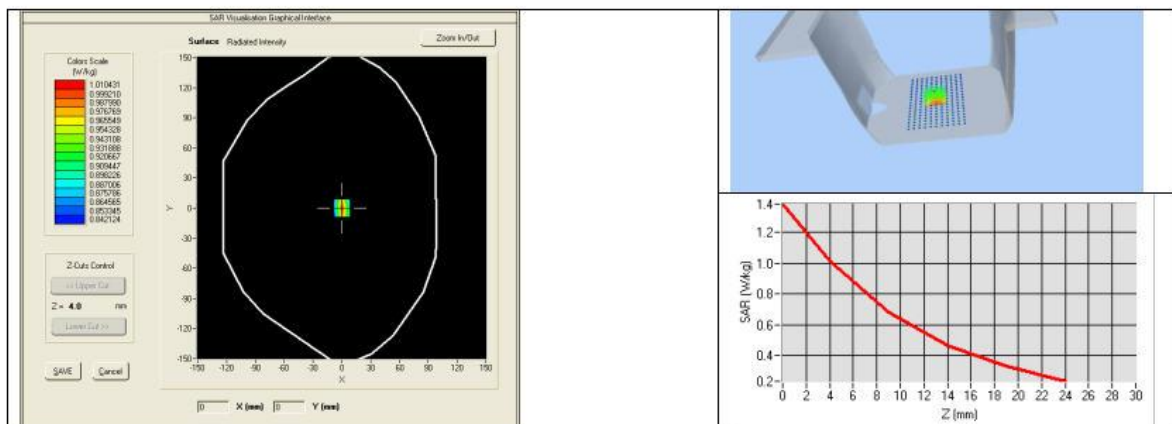 SAR Visualisation Graphical Interface
Surface Radiated Intensity
Zoom In/Out
Colors Scale
(W/kg)
1.010431
0.999210
0.987990
0.976769
0.965549
0.954328
0.943108
0.931888
0.920667
0.909447
0.898226
0.887006
0.875786
0.864565
0.853345
0.842124
150
120
90
60
30
0
-30
-60
-90
-120
-150
Y
-150 -120 -90 -60 -30 0 30 60 90 120 150
X
Z-Cuts Control
<< Upper Cut
Z = 4.0 mm
Lower Cut >>
SAVE Cancel
0 X (mm) 0 Y (mm)
1.4
1.2
1.0
0.8
0.6
0.4
0.2
SAR (W/kg)
0 2 4 6 8 10 12 14 16 18 20 22 24 26 28 30
Z (mm)